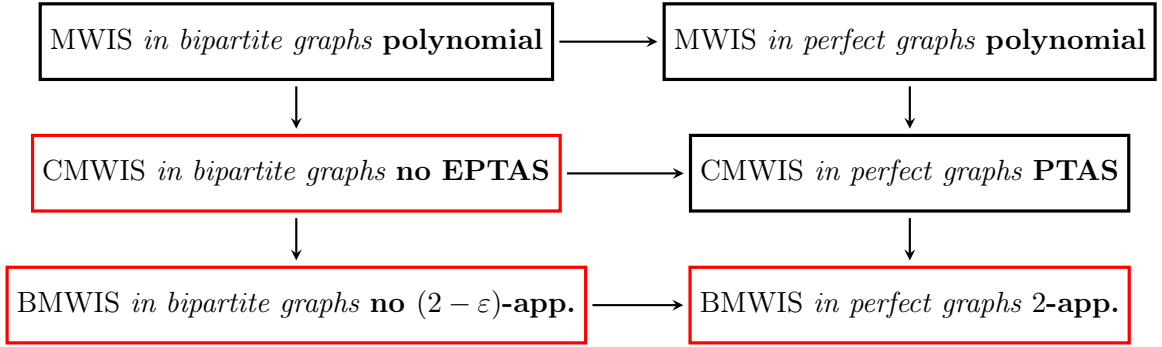 MWIS in bipartite graphs polynomial
MWIS in perfect graphs polynomial
CMWIS in bipartite graphs no EPTAS
CMWIS in perfect graphs PTAS
BMWIS in bipartite graphs no (2 − ε)-app.
BMWIS in perfect graphs 2-app.